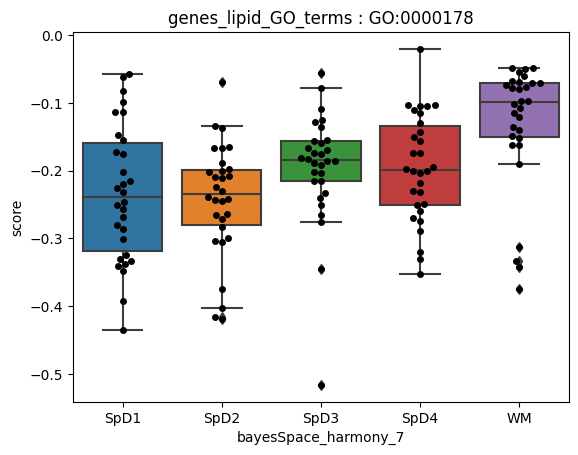 genes_lipid_GO_terms : GO:0000178
0.0
−0.1
−0.2
−0.3
−0.4
−0.5
score
SpD1 SpD2 SpD3 SpD4 WM
bayesSpace_harmony_7